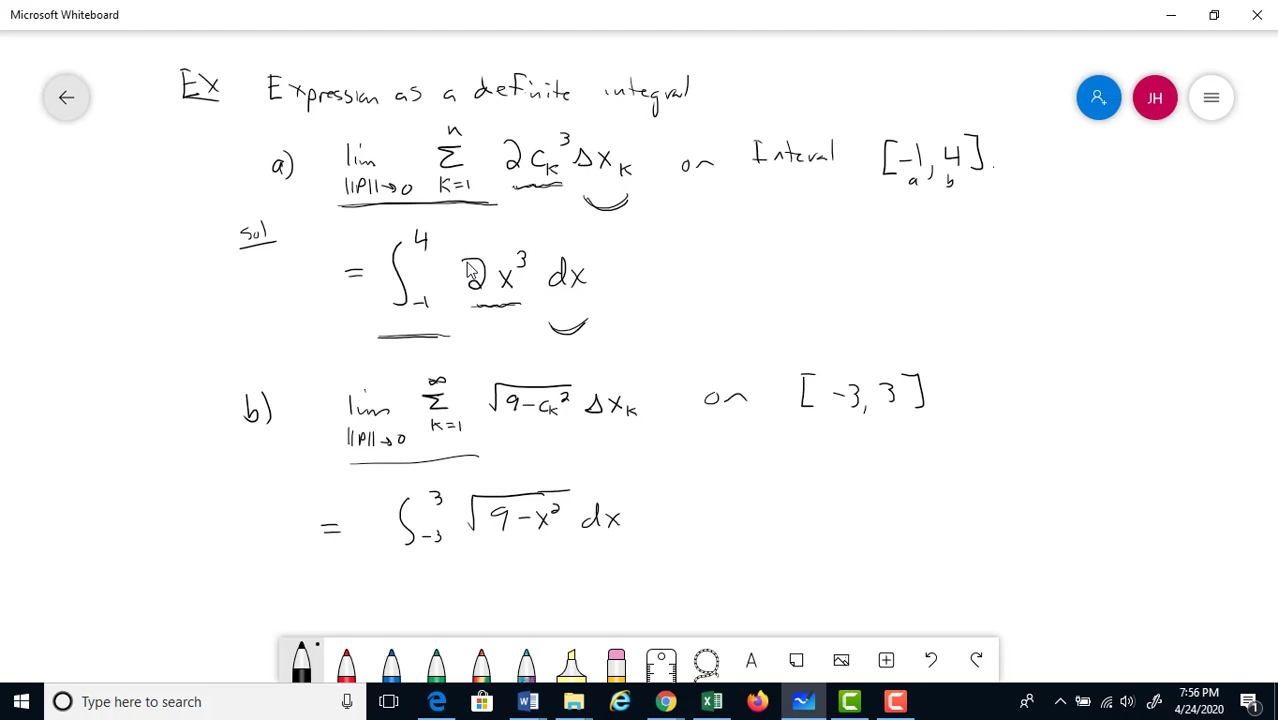 Microsoft Whiteboard
Ex Expression as a definite integral
JH
a) lim ||P||→0 Σ k=1 n 2c_k^3 Δx_k on Interval [-1, 4].
a b
sol
= ∫_{-1}^{4} 2x^3 dx
b) lim ||P||→0 Σ k=1 ∞ √(9-c_k^2) Δx_k on [-3, 3]
= ∫_{-3}^{3} √(9-x^2) dx
A
Type here to search
7:56 PM
4/24/2020
1